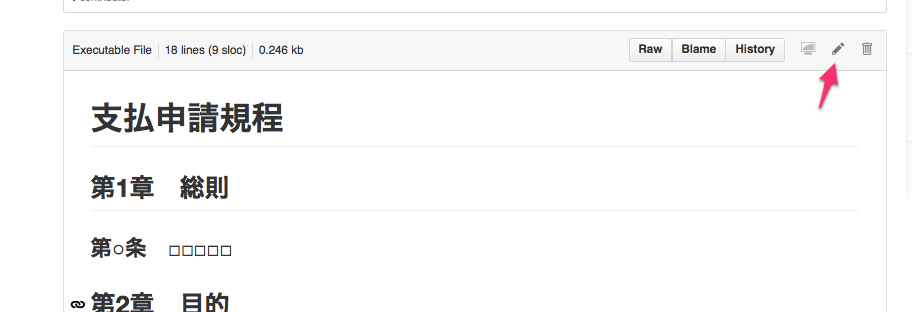 Executable File 18 lines (9 sloc) 0.246 kb Raw Blame History
支払申請規程
第1章　総則
第○条　□□□□□
第2章　目的